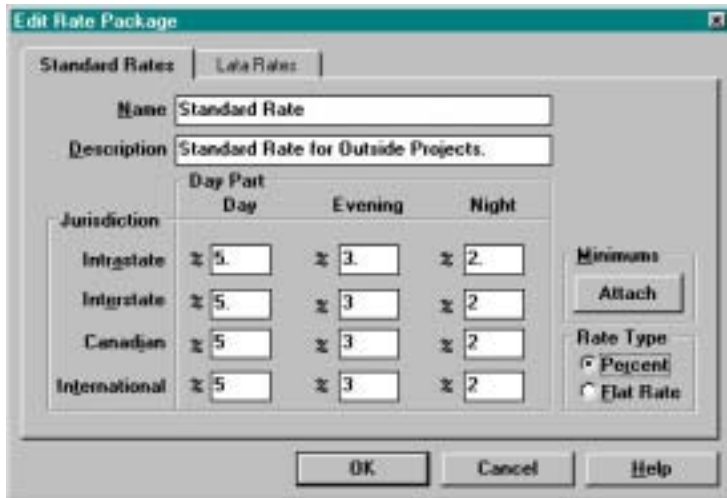 Edit Rate Package
Standard Rates Lata Rates
Name Standard Rate
Description Standard Rate for Outside Projects.
Day Part
Day Evening Night
Jurisdiction
Intrastate % 5. % 3. % 2.
Interstate % 5. % 3 % 2
Canadian % 5 % 3 % 2
International % 5 % 3 % 2
Minimums
Attach
Rate Type
Percent
Flat Rate
OK Cancel Help